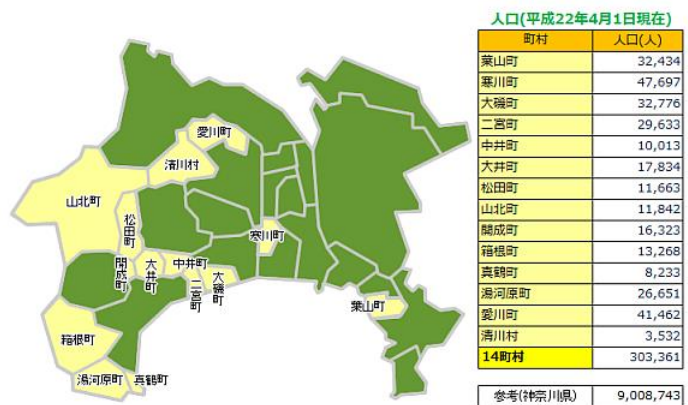 人口(平成22年4月1日現在)
町村 人口(人)
葉山町 32,434
寒川町 47,697
大磯町 32,776
二宮町 29,633
中井町 10,013
大井町 17,834
松田町 11,663
山北町 11,842
開成町 16,323
箱根町 13,268
真鶴町 8,233
湯河原町 26,651
愛川町 41,462
清川村 3,532
14町村 303,361
参考(神奈川県) 9,008,743
愛川町
清川村
山北町
松田町
寒川町
開成町
大井町
中井町
二宮町
大磯町
葉山町
箱根町
湯河原町
真鶴町